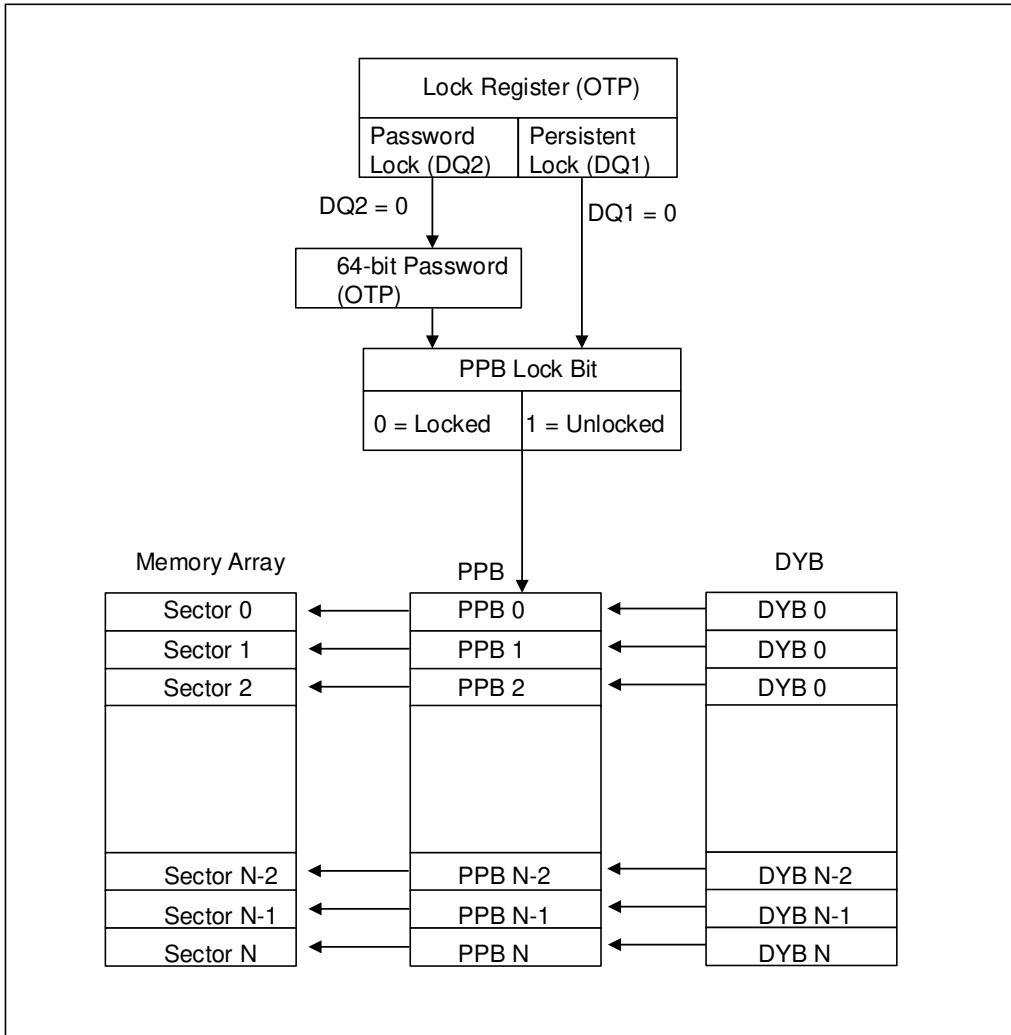 Lock Register (OTP)
Password
Lock (DQ2)
Persistent
Lock (DQ1)
DQ2 = 0
DQ1 = 0
64-bit Password
(OTP)
PPB Lock Bit
0 = Locked
1 = Unlocked
Memory Array
PPB
DYB
Sector 0
PPB 0
DYB 0
Sector 1
PPB 1
DYB 0
Sector 2
PPB 2
DYB 0
Sector N-2
PPB N-2
DYB N-2
Sector N-1
PPB N-1
DYB N-1
Sector N
PPB N
DYB N